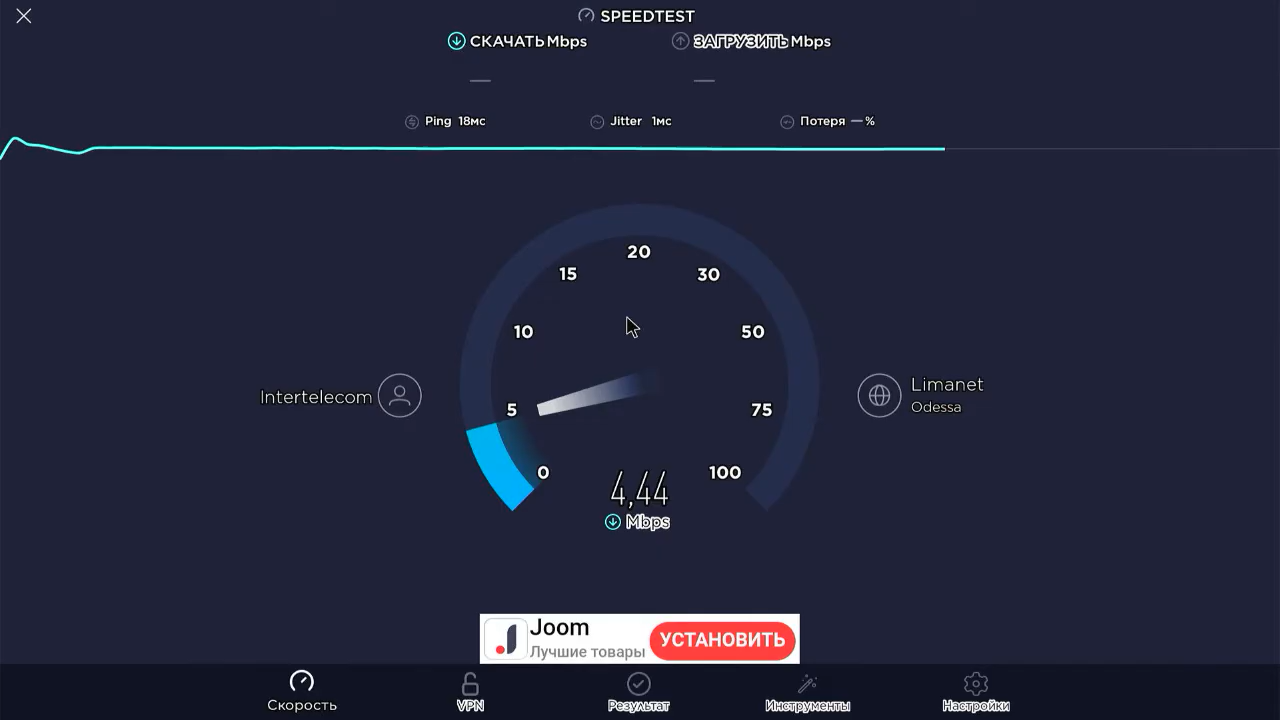 SPEEDTEST
СКАЧАТЬ Mbps
ЗАГРУЗИТЬ Mbps
—
—
Ping 18мс
Jitter 1мс
Потеря — %
20
15
30
10
50
5
75
0
100
Intertelecom
Limanet
Odessa
4,44
Mbps
Joom
Лучшие товары
УСТАНОВИТЬ
Скорость
VPN
Результат
Инструменты
Настройки